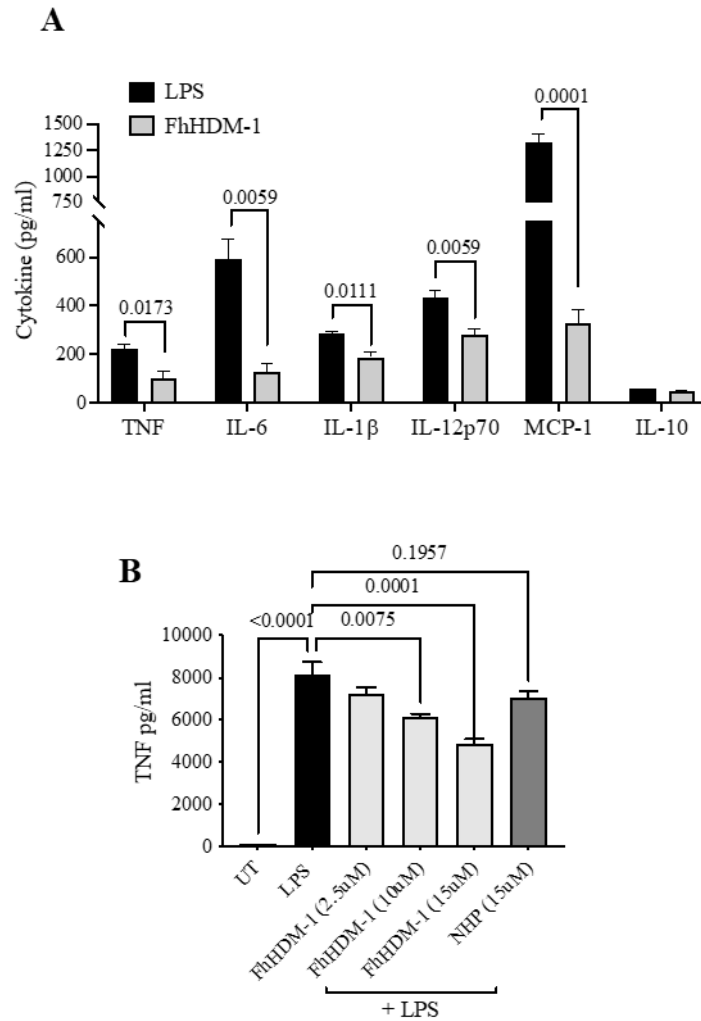 A
LPS
FhHDM-1
Cytokine (pg/ml)
1500
1250
1000
750
600
400
200
0
0.0173
0.0059
0.0111
0.0059
0.0001
TNF
IL-6
IL-1β
IL-12p70
MCP-1
IL-10
B
0.1957
0.0001
<0.0001
0.0075
TNF pg/ml
10000
8000
6000
4000
2000
0
UT
LPS
FhHDM-1 (2.5uM)
FhHDM-1 (10uM)
FhHDM-1 (15uM)
NHP (15uM)
+ LPS